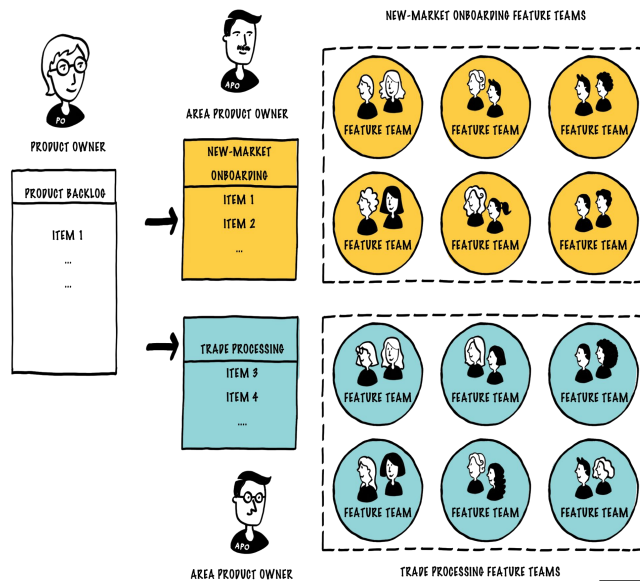 NEW-MARKET ONBOARDING FEATURE TEAMS
PO
PRODUCT OWNER
APO
AREA PRODUCT OWNER
PRODUCT BACKLOG
ITEM 1
...
...
NEW-MARKET
ONBOARDING
ITEM 1
ITEM 2
...
FEATURE TEAM
FEATURE TEAM
FEATURE TEAM
FEATURE TEAM
FEATURE TEAM
FEATURE TEAM
TRADE PROCESSING
ITEM 3
ITEM 4
....
APO
AREA PRODUCT OWNER
FEATURE TEAM
FEATURE TEAM
FEATURE TEAM
FEATURE TEAM
FEATURE TEAM
FEATURE TEAM
TRADE PROCESSING FEATURE TEAMS